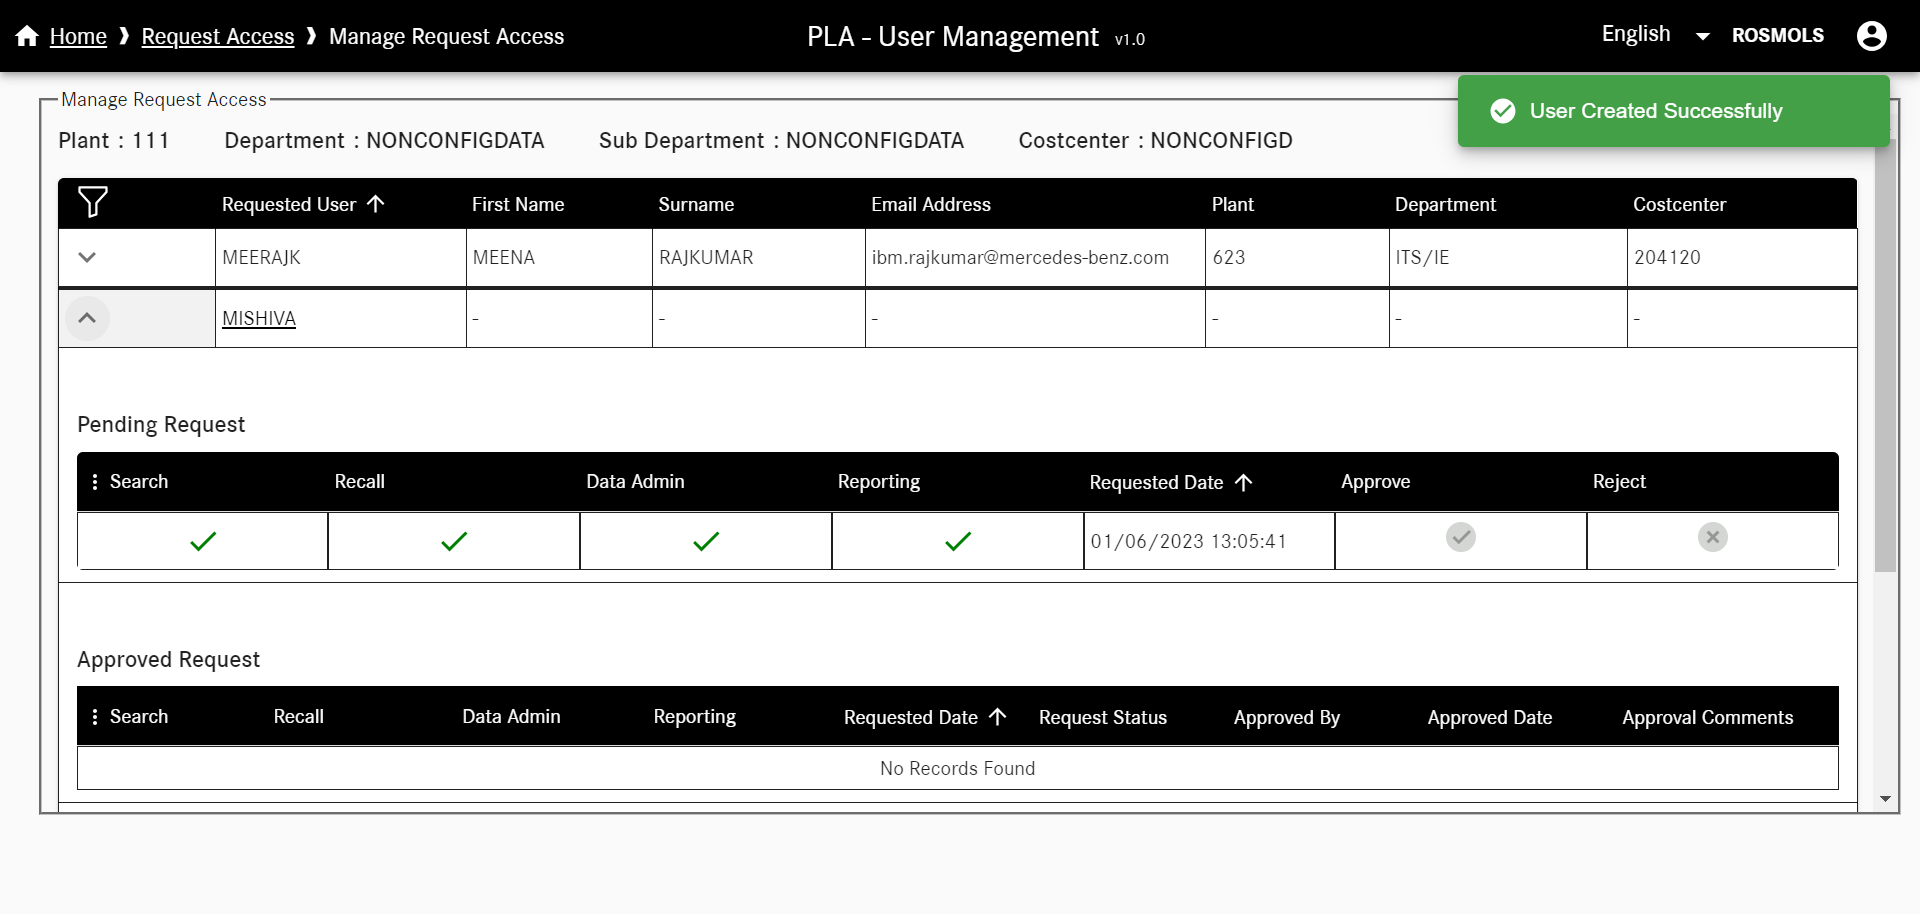 Home ❱ Request Access ❱ Manage Request Access
PLA - User Management v1.0
English
ROSMOLS
User Created Successfully
Manage Request Access
Plant : 111 Department : NONCONFIGDATA Sub Department : NONCONFIGDATA Costcenter : NONCONFIGD
Requested User First Name Surname Email Address Plant Department Costcenter
MEERAJK MEENA RAJKUMAR ibm.rajkumar@mercedes-benz.com 623 ITS/IE 204120
MISHIVA - - - - - -
Pending Request
Search Recall Data Admin Reporting Requested Date Approve Reject
01/06/2023 13:05:41
Approved Request
Search Recall Data Admin Reporting Requested Date Request Status Approved By Approved Date Approval Comments
No Records Found